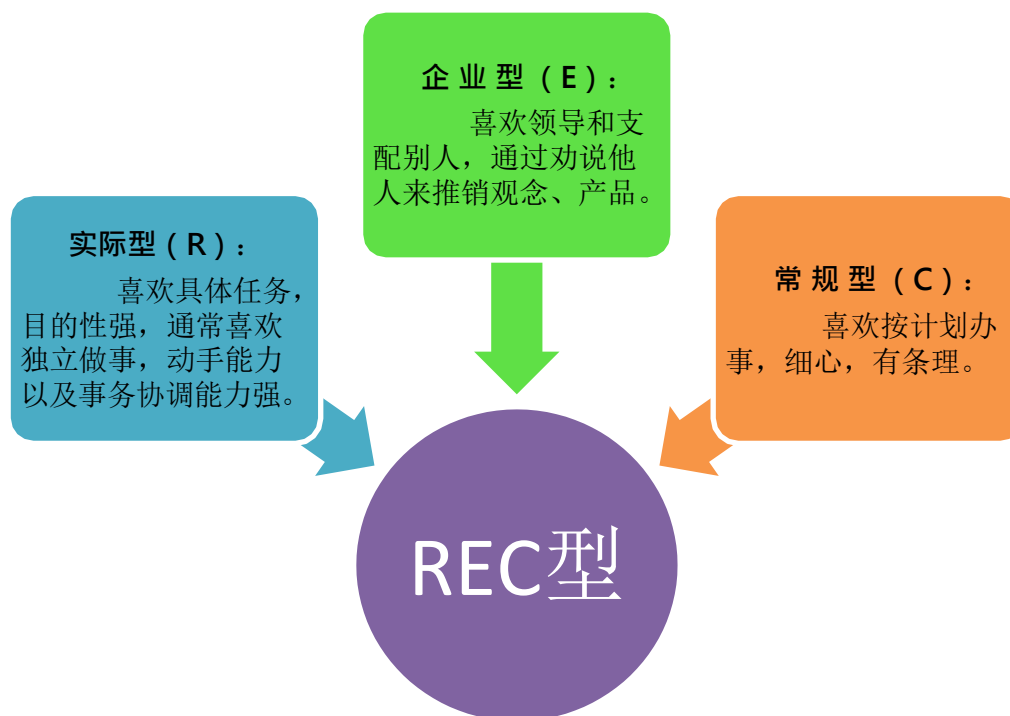 企业型（E）：
喜欢领导和支
配别人，通过劝说他
人来推销观念、产品。
实际型（R）：
喜欢具体任务，
目的性强，通常喜欢
独立做事，动手能力
以及事务协调能力强。
常规型（C）：
喜欢按计划办
事，细心，有条理。
REC型